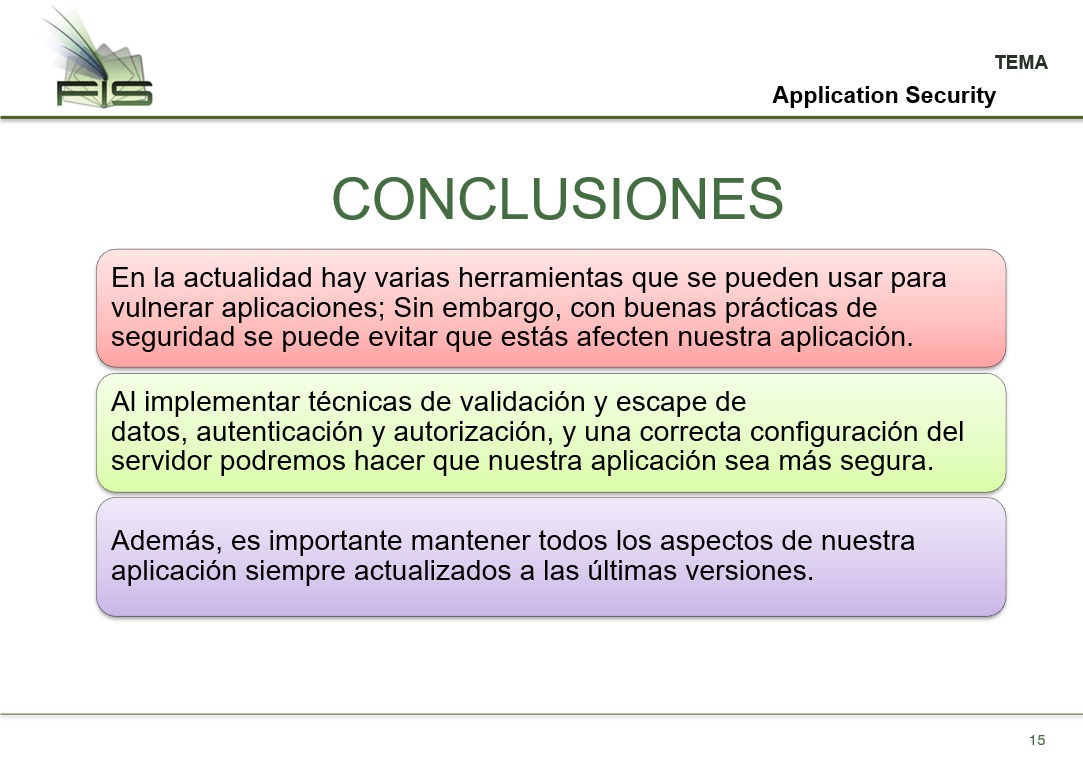 FIS
TEMA
Application Security
CONCLUSIONES
En la actualidad hay varias herramientas que se pueden usar para
vulnerar aplicaciones; Sin embargo, con buenas prácticas de
seguridad se puede evitar que estás afecten nuestra aplicación.
Al implementar técnicas de validación y escape de
datos, autenticación y autorización, y una correcta configuración del
servidor podremos hacer que nuestra aplicación sea más segura.
Además, es importante mantener todos los aspectos de nuestra
aplicación siempre actualizados a las últimas versiones.
15